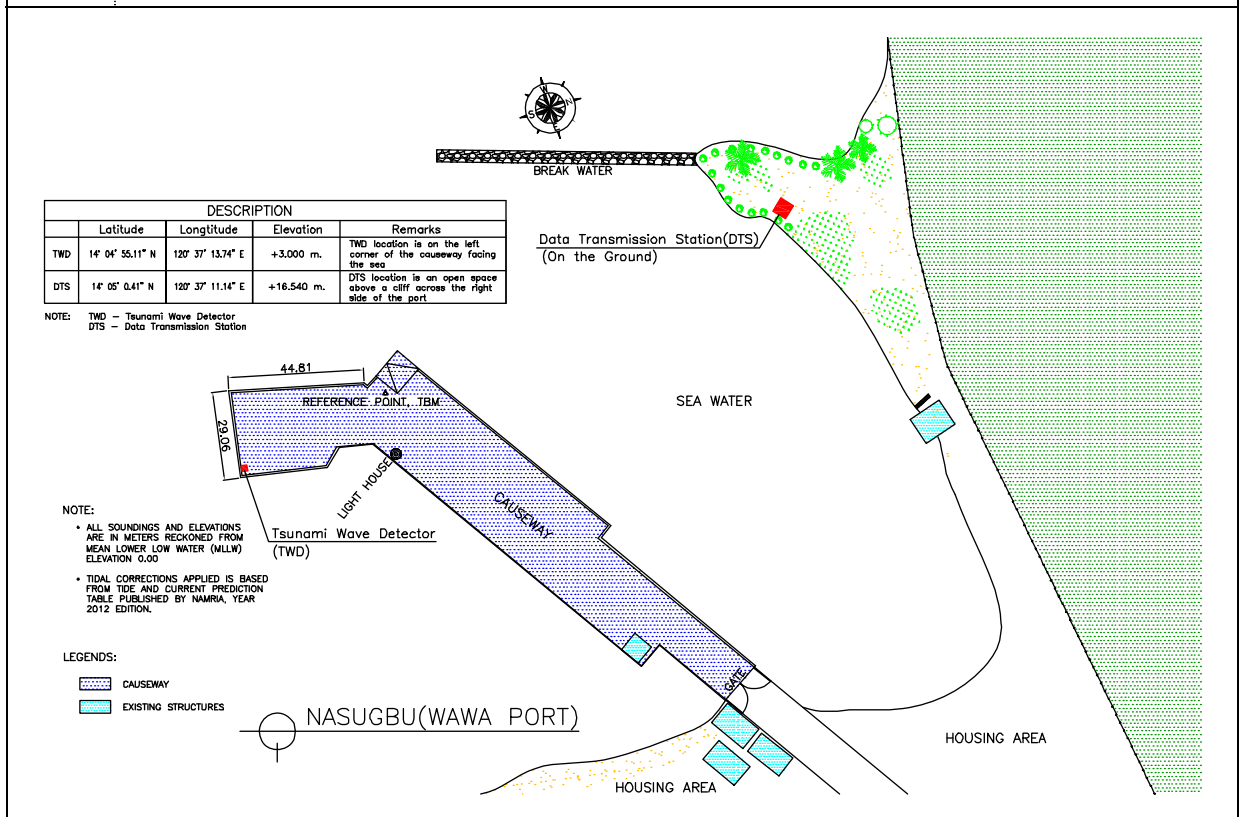 W
N
S
E
BREAK WATER
DESCRIPTION
Latitude Longtitude Elevation Remarks
TWD 14° 04' 55.11" N 120° 37' 13.74" E +3.000 m. TWD location is on the left
corner of the causeway facing
the sea
DTS 14° 05' 0.41" N 120° 37' 11.14" E +16.540 m. DTS location is an open space
above a cliff across the right
side of the port
NOTE: TWD - Tsunami Wave Detector
DTS - Data Transmission Station
Data Transmission Station(DTS)
(On the Ground)
44.81
29.06
REFERENCE POINT, TBM
SEA WATER
LIGHT HOUSE
CAUSEWAY
Tsunami Wave Detector
(TWD)
NOTE:
• ALL SOUNDINGS AND ELEVATIONS
ARE IN METERS RECKONED FROM
MEAN LOWER LOW WATER (MLLW)
ELEVATION 0.00
• TIDAL CORRECTIONS APPLIED IS BASED
FROM TIDE AND CURRENT PREDICTION
TABLE PUBLISHED BY NAMRIA, YEAR
2012 EDITION.
LEGENDS:
CAUSEWAY
EXISTING STRUCTURES
GATE
NASUGBU(WAWA PORT)
HOUSING AREA
HOUSING AREA